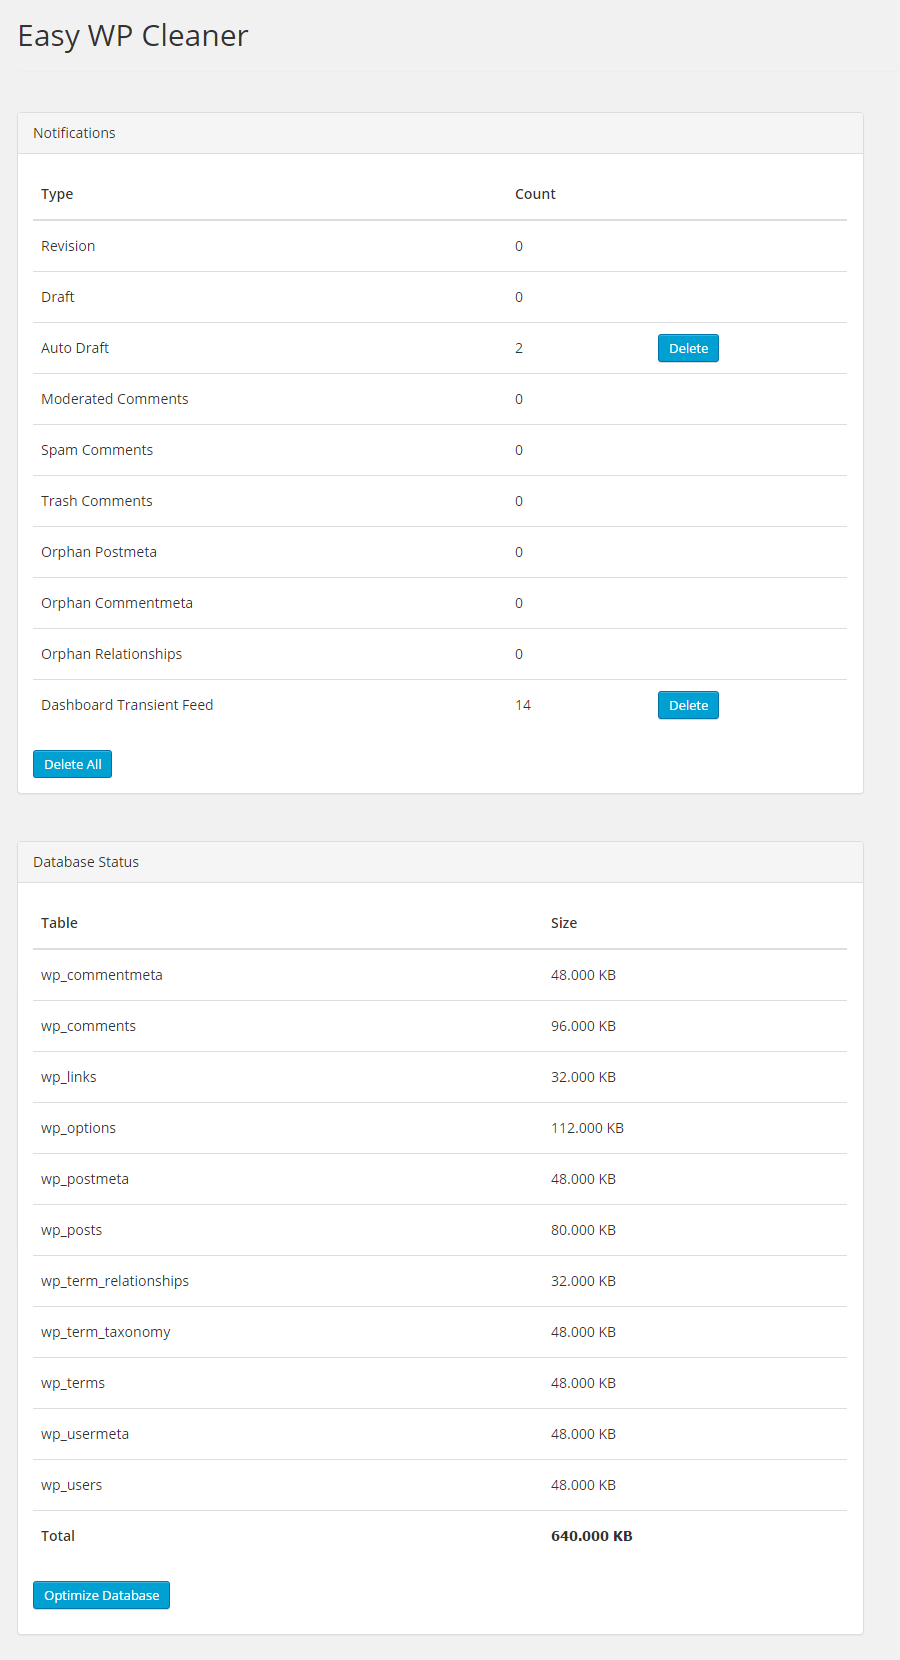 Easy WP Cleaner
Notifications
Type Count
Revision 0
Draft 0
Auto Draft 2 Delete
Moderated Comments 0
Spam Comments 0
Trash Comments 0
Orphan Postmeta 0
Orphan Commentmeta 0
Orphan Relationships 0
Dashboard Transient Feed 14 Delete
Delete All
Database Status
Table Size
wp_commentmeta 48.000 KB
wp_comments 96.000 KB
wp_links 32.000 KB
wp_options 112.000 KB
wp_postmeta 48.000 KB
wp_posts 80.000 KB
wp_term_relationships 32.000 KB
wp_term_taxonomy 48.000 KB
wp_terms 48.000 KB
wp_usermeta 48.000 KB
wp_users 48.000 KB
Total 640.000 KB
Optimize Database